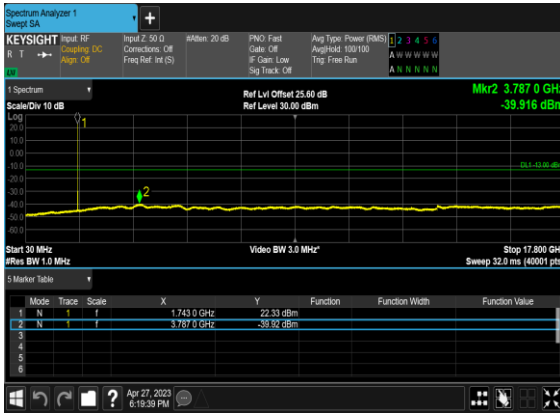 Spectrum Analyzer 1
Swept SA
KEYSIGHT
R T
Input: RF
Coupling: DC
Align: Off
Input Z: 50 Ω
Corrections: Off
Freq Ref: Int (S)
#Atten: 20 dB
PNO: Fast
Gate: Off
IF Gain: Low
Sig Track: Off
Avg Type: Power (RMS)
Avg|Hold: 100/100
Trig: Free Run
1 2 3 4 5 6
A W W W W W
A N N N N N
1 Spectrum
Scale/Div 10 dB
Ref Lvl Offset 25.60 dB
Ref Level 30.00 dBm
Mkr2 3.787 0 GHz
-39.916 dBm
Log
20.0
10.0
0.00
-10.0
-20.0
-30.0
-40.0
-50.0
-60.0
1
2
DL1 -13.00 dBm
Start 30 MHz
#Res BW 1.0 MHz
Video BW 3.0 MHz*
Stop 17.800 GHz
Sweep 32.0 ms (40001 pts)
5 Marker Table
Mode Trace Scale X Y Function Function Width Function Value
1 N 1 f 1.743 0 GHz 22.33 dBm
2 N 1 f 3.787 0 GHz -39.92 dBm
3
4
5
6
?
Apr 27, 2023
6:19:39 PM